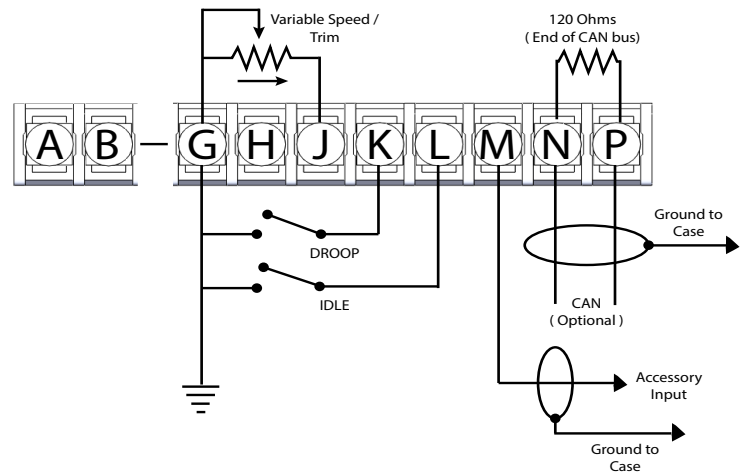 Variable Speed /
Trim
120 Ohms
( End of CAN bus)
A B G H J K L M N P
DROOP
IDLE
Ground to
Case
CAN
( Optional )
Accessory
Input
Ground to
Case